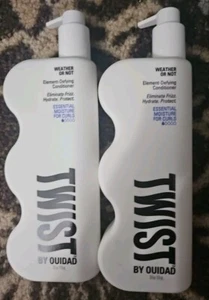 WEATHER
OR NOT
Element-Defying
Conditioner
Eliminate Frizz
Hydrate, Protect
ESSENTIAL
MOISTURE
FOR CURLS
TWIST
BY OUIDAD
WEATHER
OR NOT
Element-Defying
Conditioner
Eliminate Frizz
Hydrate, Protect
ESSENTIAL
MOISTURE
FOR CURLS
TWIST
BY OUIDAD